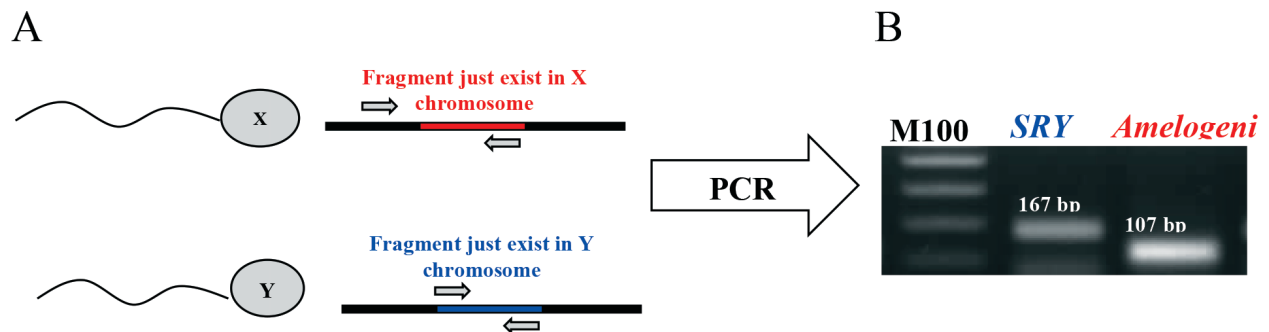 A
Fragment just exist in X
chromosome
X
Fragment just exist in Y
chromosome
Y
PCR
B
M100
SRY
Amelogeni
167 bp
107 bp